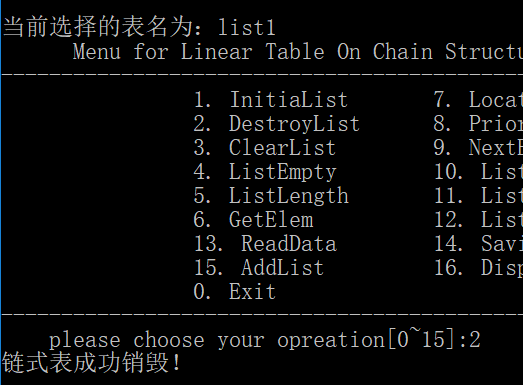 当前选择的表名为：list1
Menu for Linear Table On Chain Structu
1. InitiaList 7. Locat
2. DestroyList 8. Prior
3. ClearList 9. NextE
4. ListEmpty 10. List
5. ListLength 11. List
6. GetElem 12. List
13. ReadData 14. Savi
15. AddList 16. Disp
0. Exit
please choose your opreation[0~15]:2
链式表成功销毁！